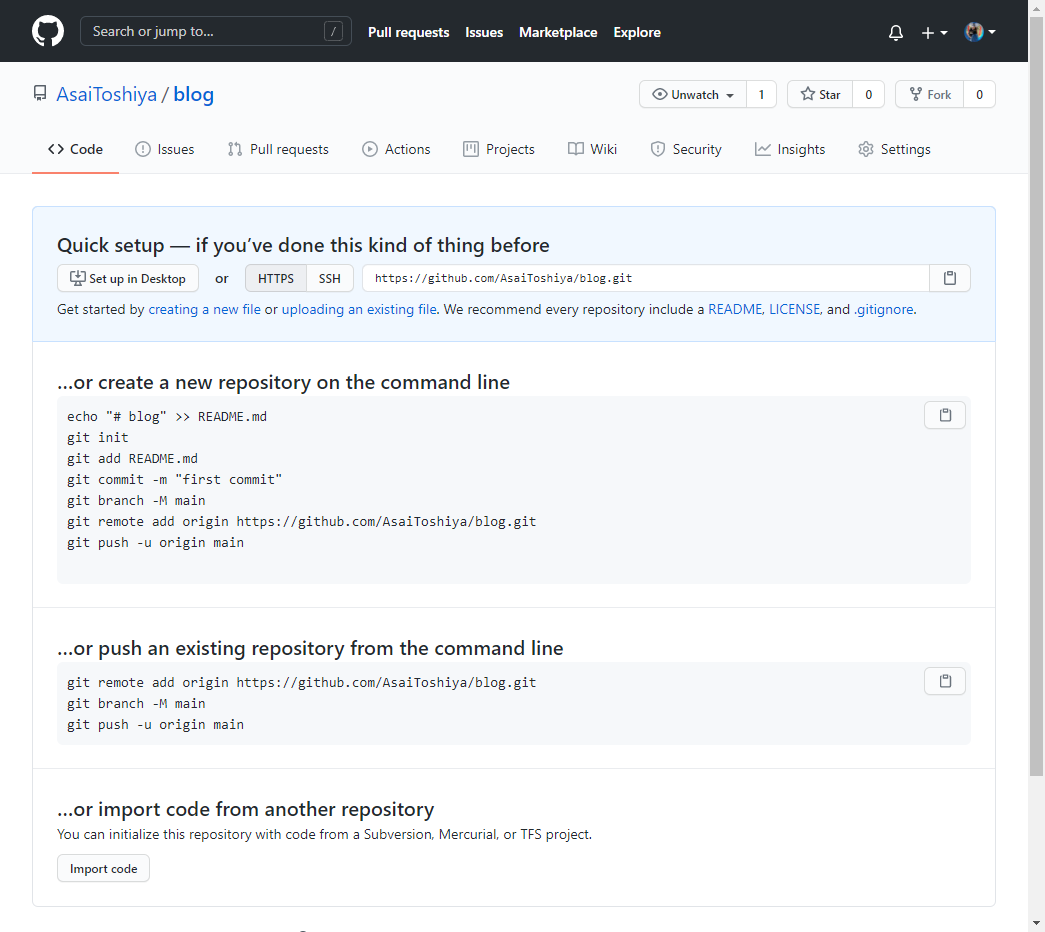 Search or jump to... /
Pull requests Issues Marketplace Explore
AsaiToshiya / blog
Unwatch 1 Star 0 Fork 0
Code Issues Pull requests Actions Projects Wiki Security Insights Settings
Quick setup — if you’ve done this kind of thing before
Set up in Desktop or HTTPS SSH https://github.com/AsaiToshiya/blog.git
Get started by creating a new file or uploading an existing file. We recommend every repository include a README, LICENSE, and .gitignore.
…or create a new repository on the command line
echo "# blog" >> README.md
git init
git add README.md
git commit -m "first commit"
git branch -M main
git remote add origin https://github.com/AsaiToshiya/blog.git
git push -u origin main
…or push an existing repository from the command line
git remote add origin https://github.com/AsaiToshiya/blog.git
git branch -M main
git push -u origin main
…or import code from another repository
You can initialize this repository with code from a Subversion, Mercurial, or TFS project.
Import code